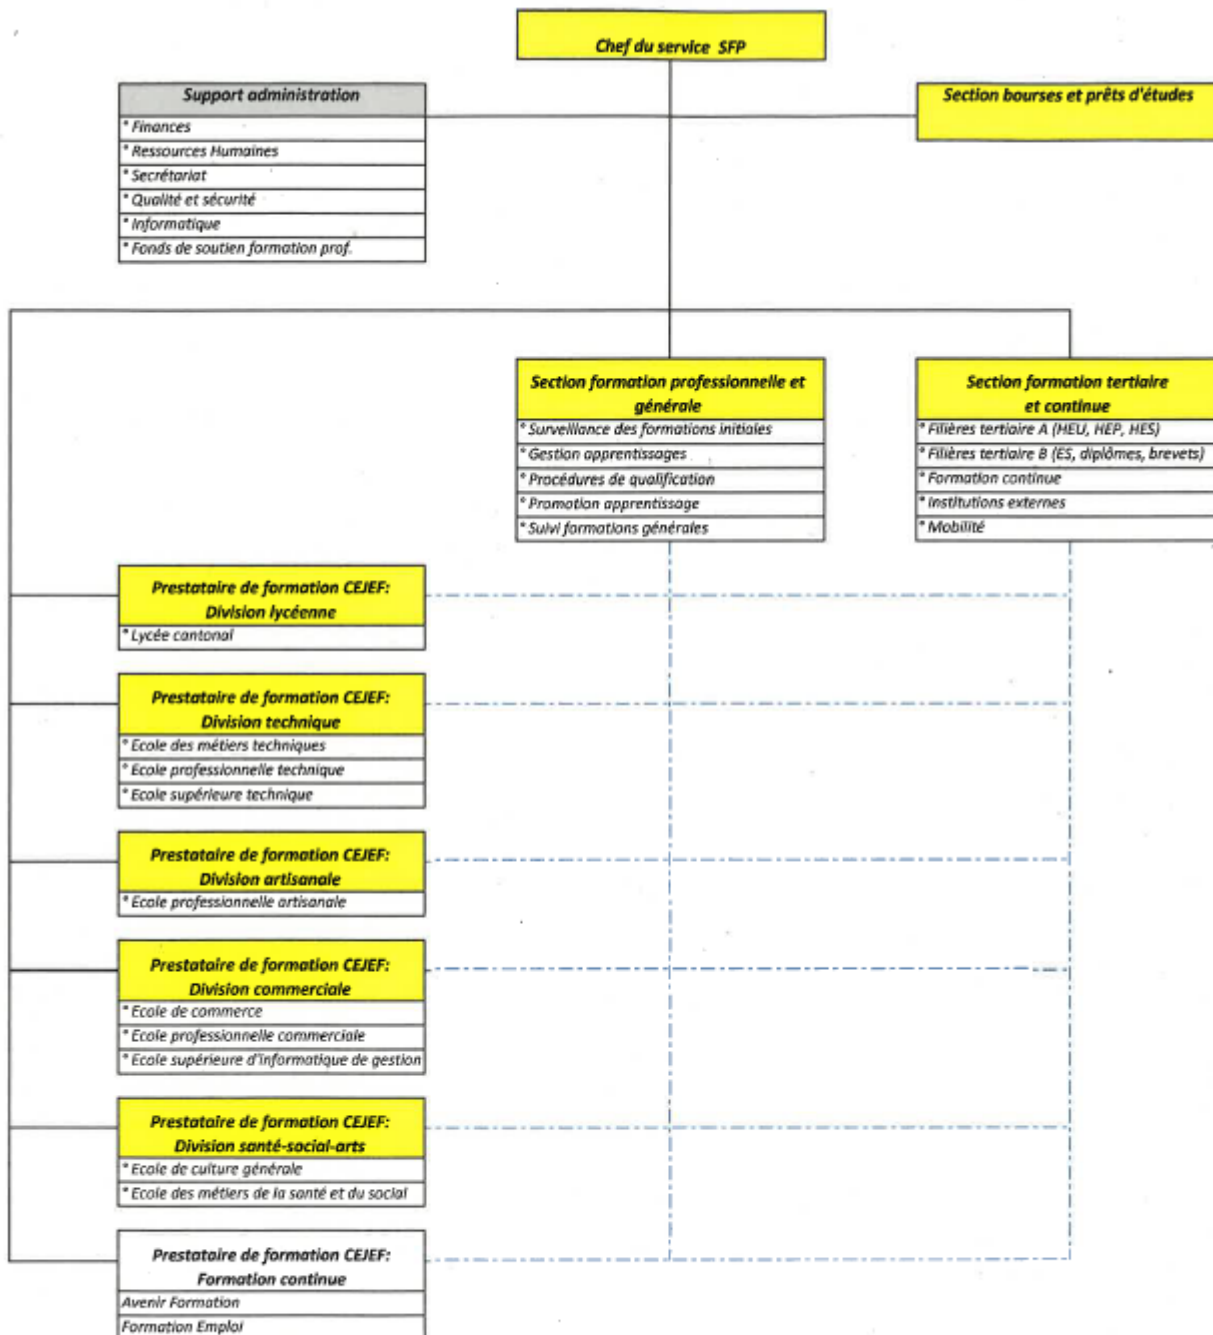 Chef du service SFP
Support administration
* Finances
* Ressources Humaines
* Secrétariat
* Qualité et sécurité
* Informatique
* Fonds de soutien formation prof.
Section bourses et prêts d'études
Section formation professionnelle et
générale
* Surveillance des formations initiales
* Gestion apprentissages
* Procédures de qualification
* Promotion apprentissage
* Suivi formations générales
Section formation tertiaire
et continue
* Filières tertiaire A (HEU, HEP, HES)
* Filières tertiaire B (ES, diplômes, brevets)
* Formation continue
* Institutions externes
* Mobilité
Prestataire de formation CEJEF:
Division lycéenne
* Lycée cantonal
Prestataire de formation CEJEF:
Division technique
* Ecole des métiers techniques
* Ecole professionnelle technique
* Ecole supérieure technique
Prestataire de formation CEJEF:
Division artisanale
* Ecole professionnelle artisanale
Prestataire de formation CEJEF:
Division commerciale
* Ecole de commerce
* Ecole professionnelle commerciale
* Ecole supérieure d'informatique de gestion
Prestataire de formation CEJEF:
Division santé-social-arts
* Ecole de culture générale
* Ecole des métiers de la santé et du social
Prestataire de formation CEJEF:
Formation continue
Avenir Formation
Formation Emploi